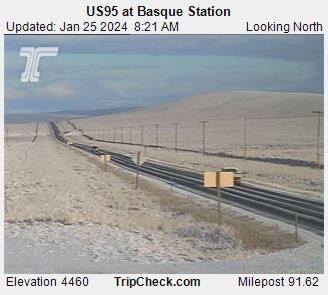 US95 at Basque Station
Updated: Jan 25 2024 8:21 AM Looking North
Elevation 4460 TripCheck.com Milepost 91.62